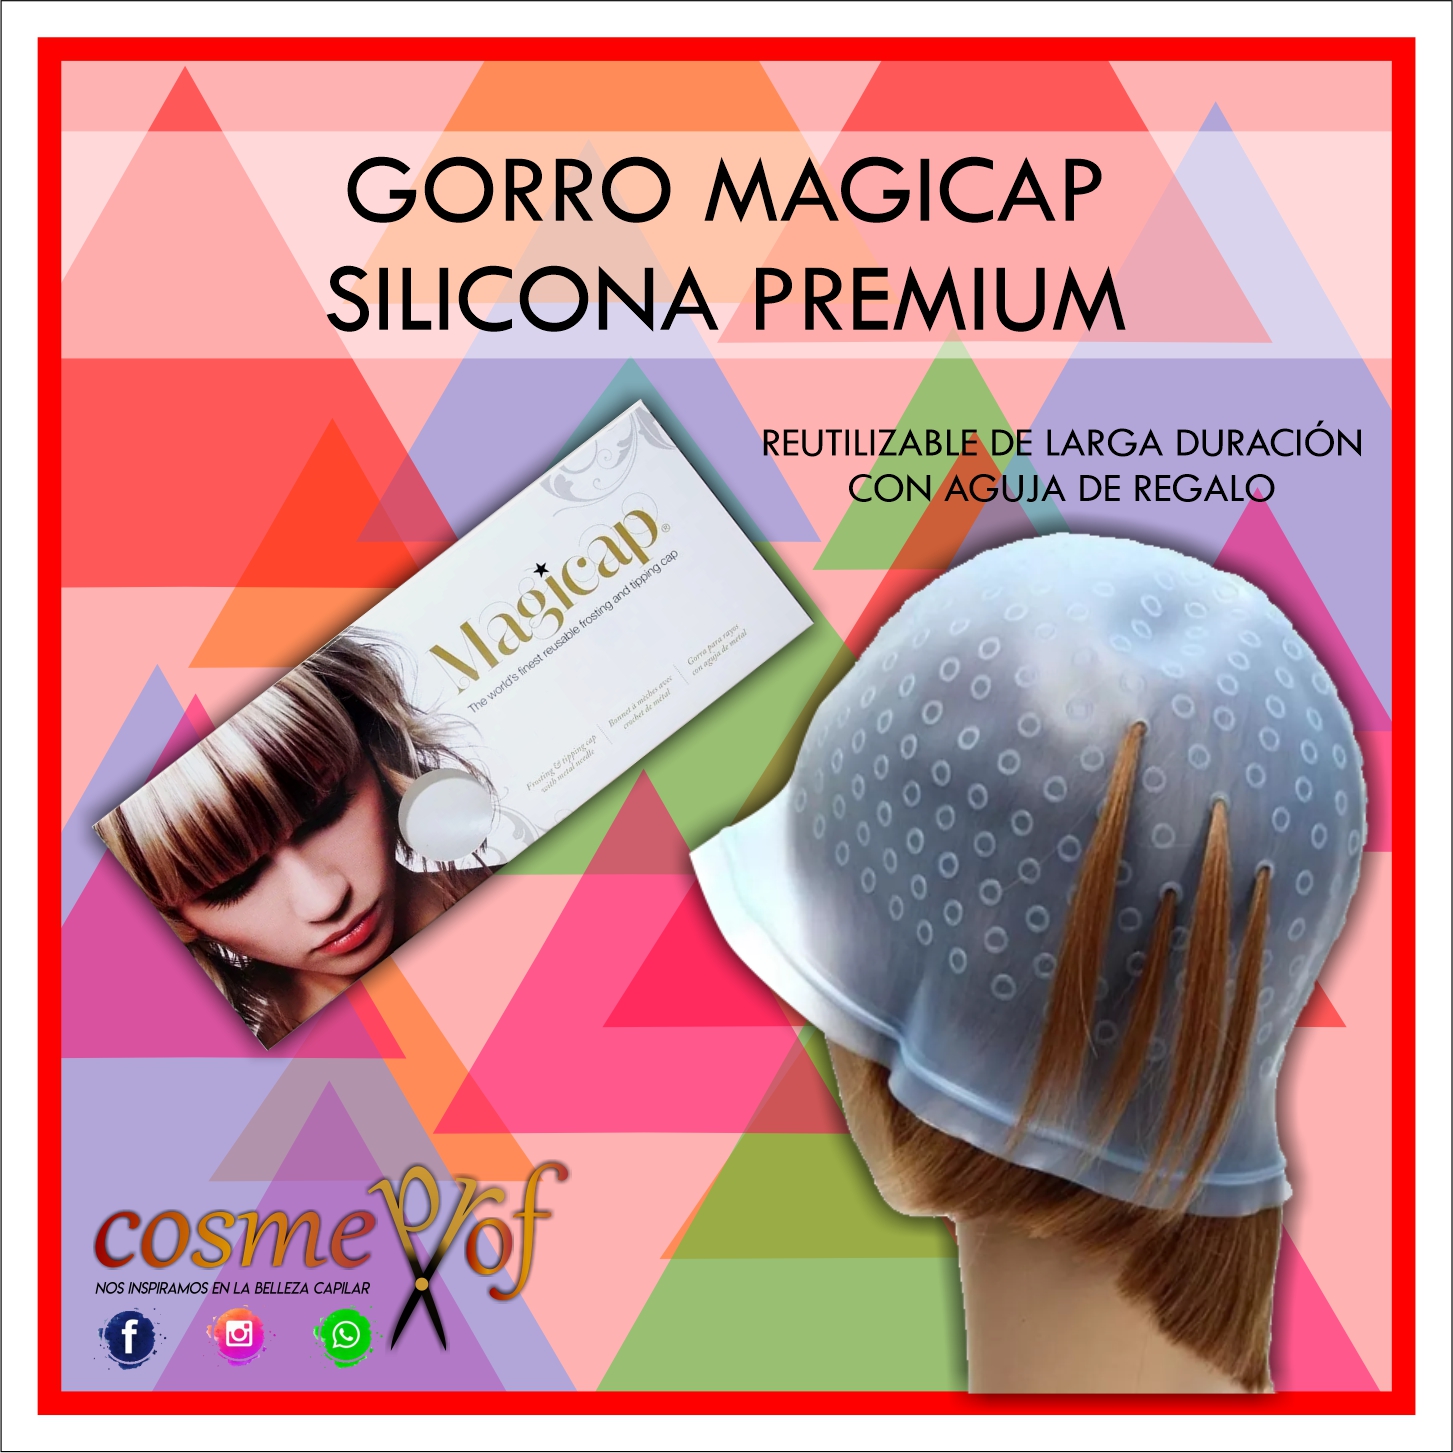 GORRO MAGICAP
SILICONA PREMIUM
REUTILIZABLE DE LARGA DURACIÓN
CON AGUJA DE REGALO
Magicap®
The world's finest reusable frosting and tipping cap
Frosting & tipping cap
with metal needle
Bonnet à mèches avec
crochet de métal
Gorra para rayos
con aguja de metal
cosmeprof
NOS INSPIRAMOS EN LA BELLEZA CAPILAR